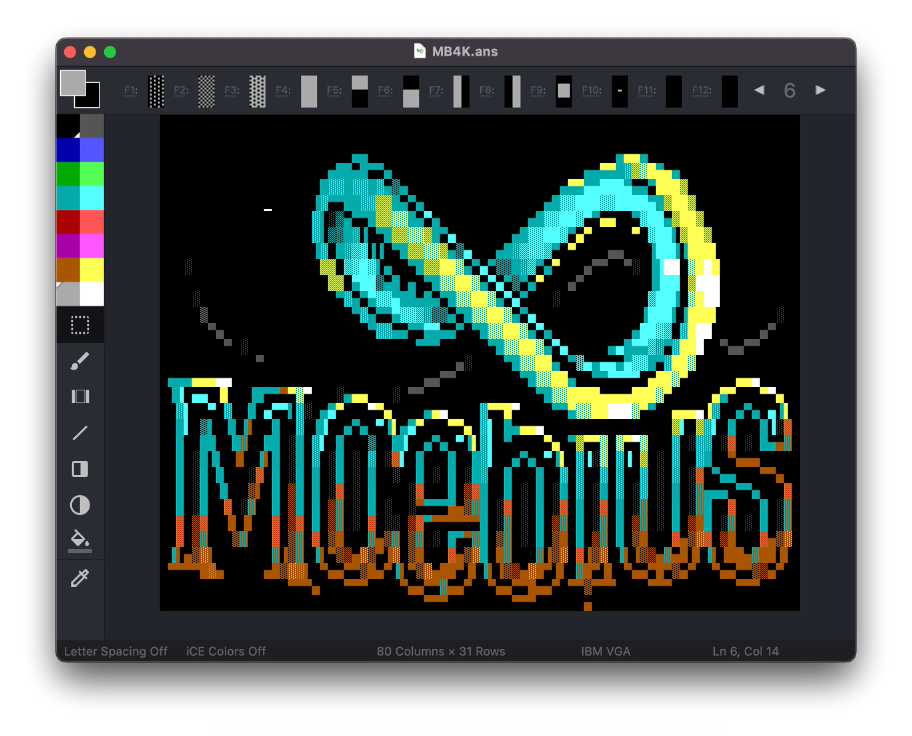 MB4K.ans
F1: F2: F3: F4: F5: F6: F7: F8: F9: F10: F11: F12: 6
Moebius
Letter Spacing Off iCE Colors Off 80 Columns × 31 Rows IBM VGA Ln 6, Col 14